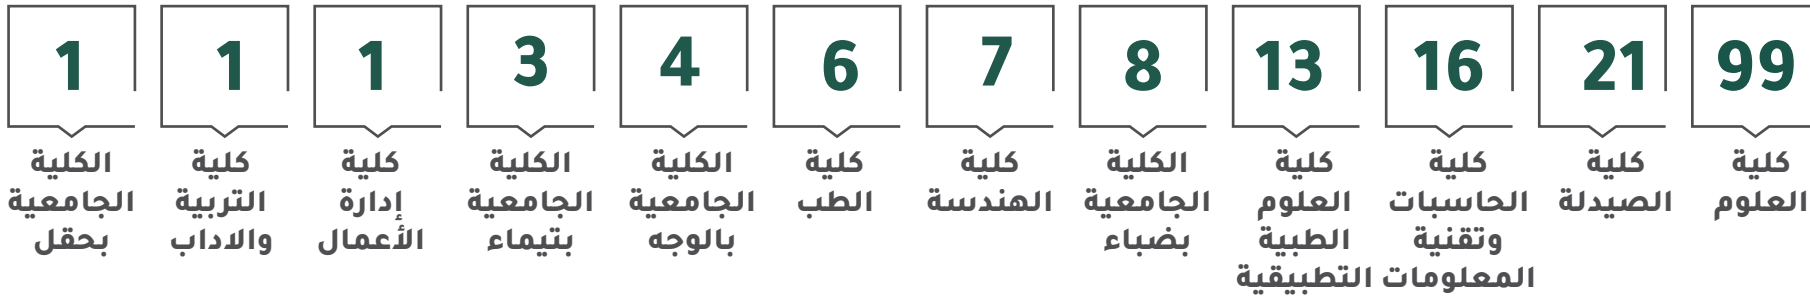 99
كلية
العلوم
21
كلية
الصيدلة
16
كلية
الحاسبات
وتقنية
المعلومات
13
كلية
العلوم
الطبية
التطبيقية
8
الكلية
الجامعية
بضباء
7
كلية
الهندسة
6
كلية
الطب
4
الكلية
الجامعية
بالوجه
3
الكلية
الجامعية
بتيماء
1
كلية
إدارة
الأعمال
1
كلية
التربية
والاداب
1
الكلية
الجامعية
بحقل